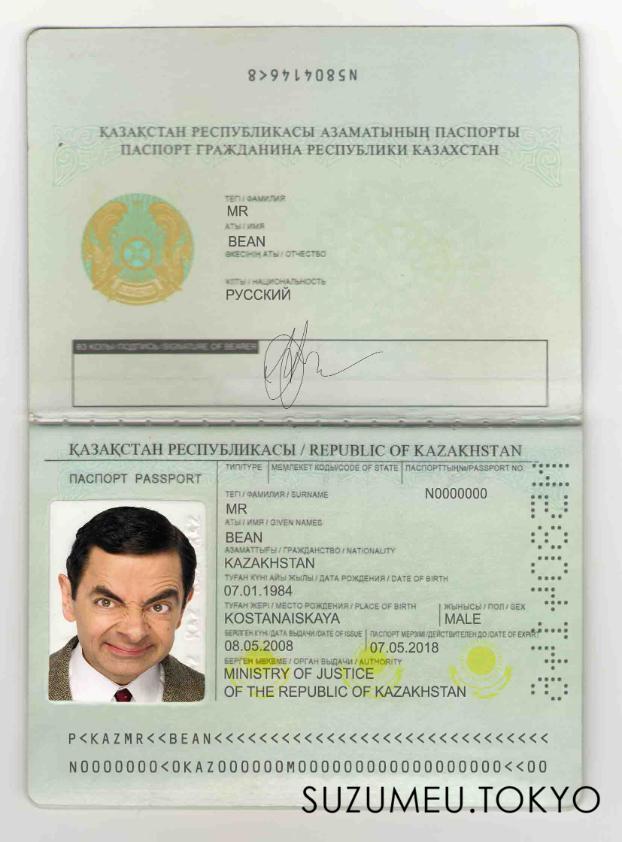 ҚАЗАҚСТАН РЕСПУБЛИКАСЫ АЗАМАТЫНЫҢ ПАСПОРТЫ
ПАСПОРТ ГРАЖДАНИНА РЕСПУБЛИКИ КАЗАХСТАН
ТЕГІ / ФАМИЛИЯ
MR
АТЫ / ИМЯ
BEAN
ӘКЕСІНІҢ АТЫ / ОТЧЕСТВО
ҰЛТЫ / НАЦИОНАЛЬНОСТЬ
РУССКИЙ
ӨЗ ҚОЛЫ/ПОДПИСЬ/SIGNATURE OF BEARER
ҚАЗАҚСТАН РЕСПУБЛИКАСЫ / REPUBLIC OF KAZAKHSTAN
ПАСПОРТ PASSPORT
ТИП/TYPE МЕМЛЕКЕТ КОДЫ/CODE OF STATE /PASSPORT NO.
N0000000
ТЕГІ / ФАМИЛИЯ / SURNAME
MR
АТЫ / ИМЯ / GIVEN NAMES
BEAN
АЗАМАТТЫҒЫ / ГРАЖДАНСТВО / NATIONALITY
KAZAKHSTAN
ТУҒАН КҮНІ АЙЫ ЖЫЛЫ / ДАТА РОЖДЕНИЯ / DATE OF BIRTH
07.01.1984
ТУҒАН ЖЕРІ / МЕСТО РОЖДЕНИЯ / PLACE OF BIRTH ЖЫНЫСЫ / ПОЛ / SEX
KOSTANAISKAYA MALE
БЕРІЛГЕН КҮНІ/ДАТА ВЫДАЧИ/DATE OF ISSUE ПАСПОРТ МЕРЗІМІ/ДЕЙСТВИТЕЛЕН ДО/DATE OF EXPIRY
08.05.2008 07.05.2018
БЕРГЕН МЕКЕМЕ / ОРГАН ВЫДАЧИ / AUTHORITY
MINISTRY OF JUSTICE
OF THE REPUBLIC OF KAZAKHSTAN
P<KAZMR<<BEAN<<<<<<<<<<<<<<<<<<<<<<<<<<<<<<<
N0000000<0KAZ000000M0000000000000000000<<00
SUZUMEU.TOKYO